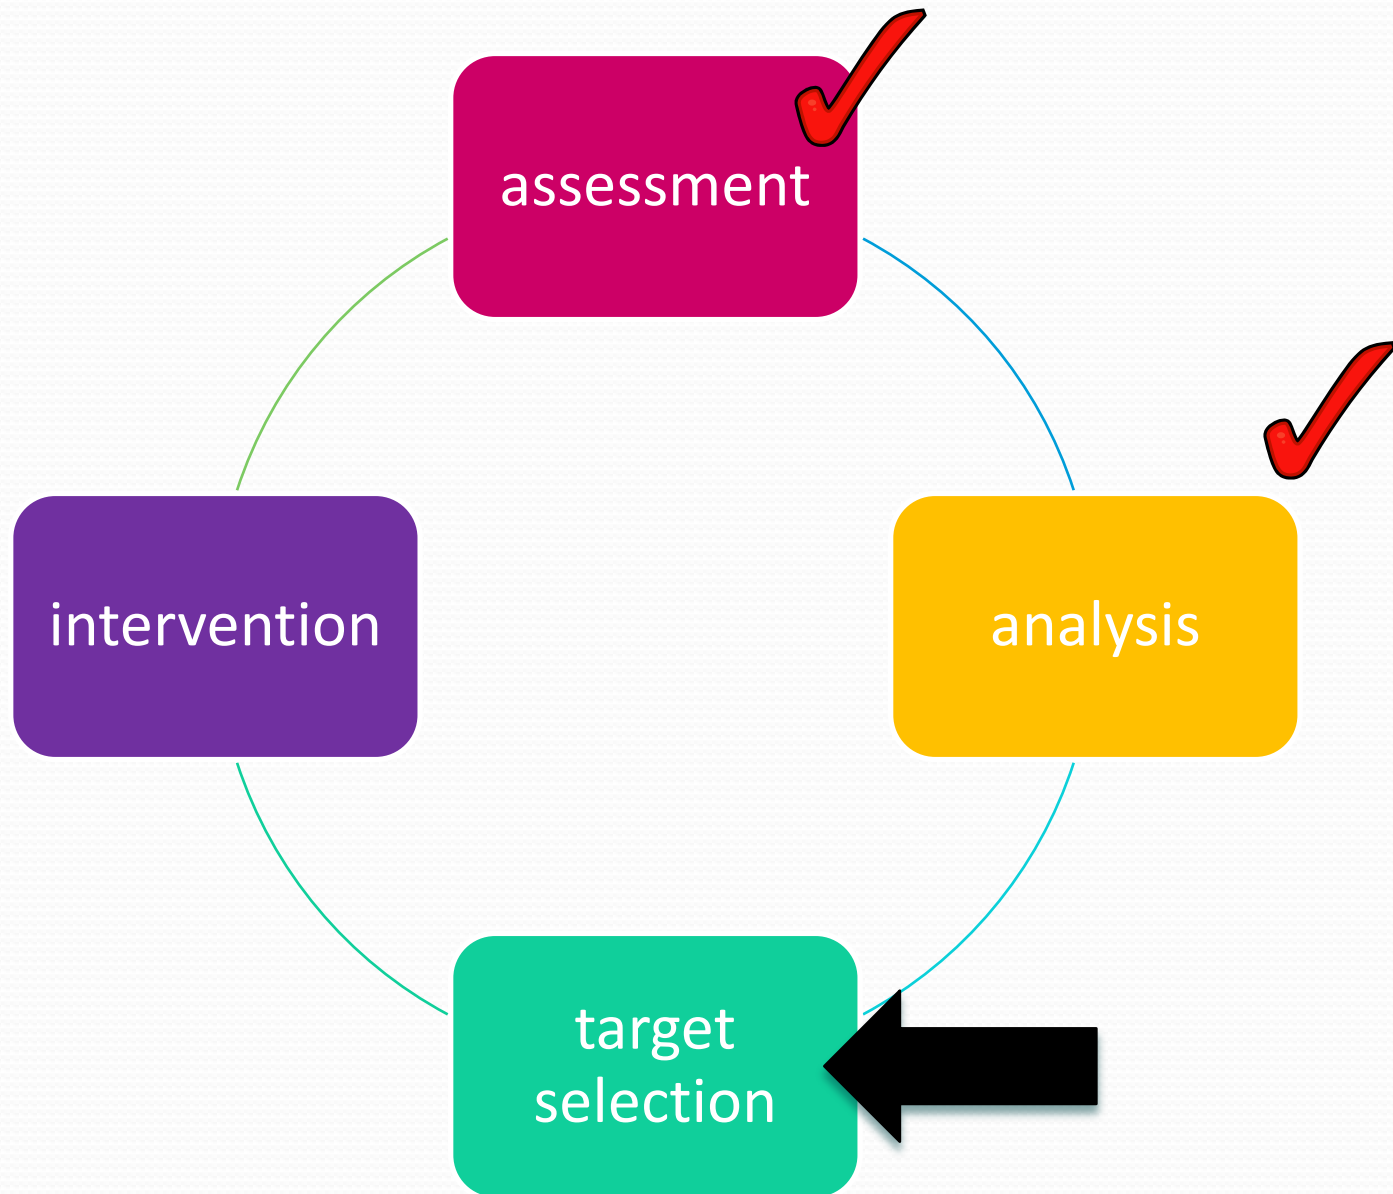 assessment
analysis
target
selection
intervention